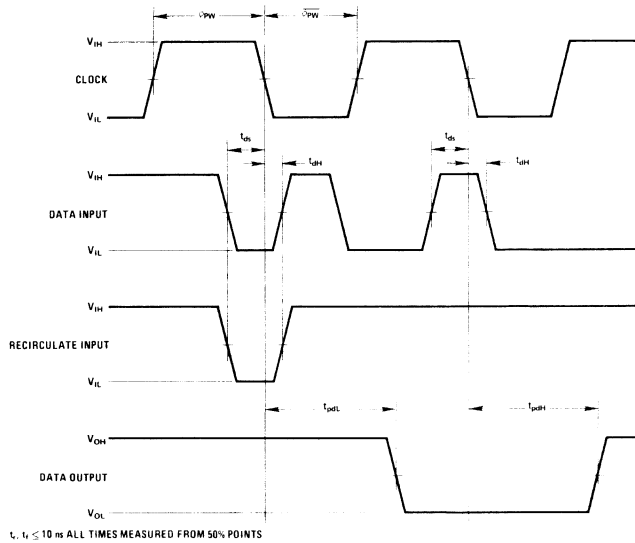 ϕPW
ϕPW
VIH
CLOCK
VIL
tds
tdH
tds
tdH
VIH
DATA INPUT
VIL
VIH
RECIRCULATE INPUT
VIL
tpdL
tpdH
VOH
DATA OUTPUT
VOL
tr, tf ≤ 10 ns ALL TIMES MEASURED FROM 50% POINTS